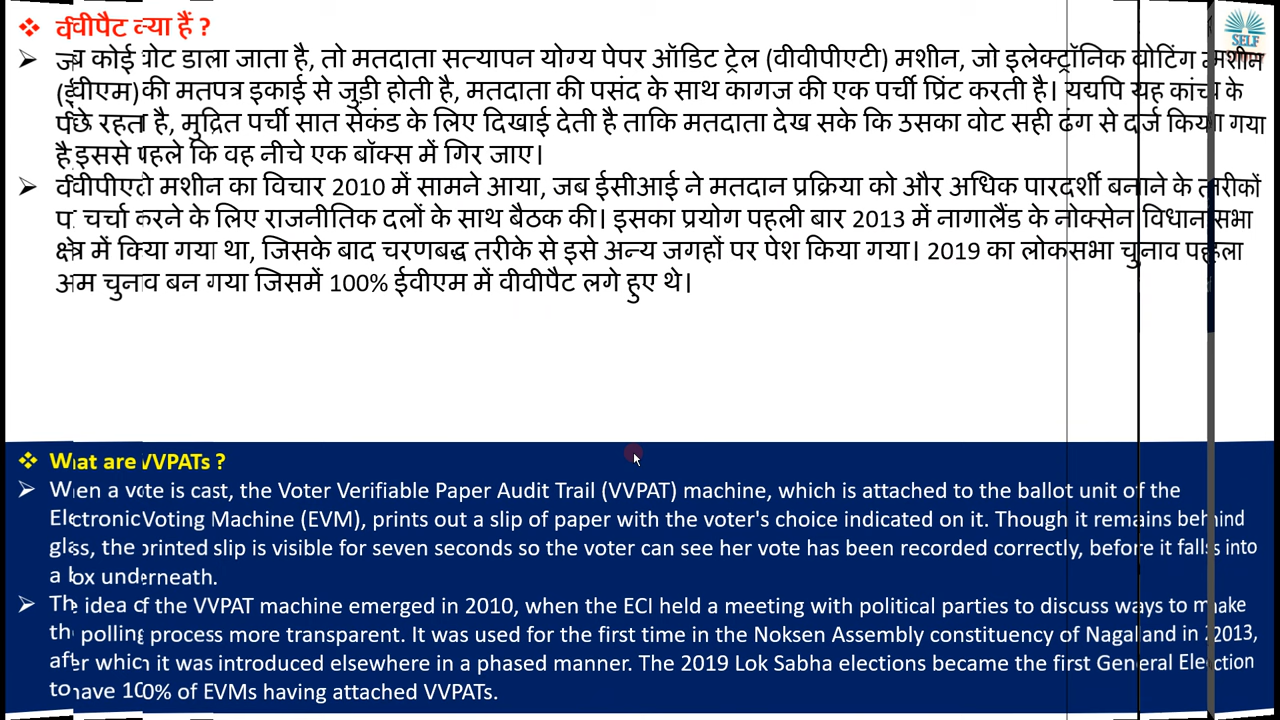 ❖ वीवीपैट क्या हैं ?
➤ जब कोई वोट डाला जाता है, तो मतदाता सत्यापन योग्य पेपर ऑडिट ट्रेल (वीवीपीएटी) मशीन, जो इलेक्ट्रॉनिक वोटिंग मशीन
(ईवीएम) की मतपत्र इकाई से जुड़ी होती है, मतदाता की पसंद के साथ कागज की एक पर्ची प्रिंट करती है। यद्यपि यह कांच के
पीछे रहता है, मुद्रित पर्ची सात सेकंड के लिए दिखाई देती है ताकि मतदाता देख सके कि उसका वोट सही ढंग से दर्ज किया गया
है, इससे पहले कि वह नीचे एक बॉक्स में गिर जाए।
➤ वीवीपीएटी मशीन का विचार 2010 में सामने आया, जब ईसीआई ने मतदान प्रक्रिया को और अधिक पारदर्शी बनाने के तरीकों
पर चर्चा करने के लिए राजनीतिक दलों के साथ बैठक की। इसका प्रयोग पहली बार 2013 में नागालैंड के नोक्सेन विधानसभा
क्षेत्र में किया गया था, जिसके बाद चरणबद्ध तरीके से इसे अन्य जगहों पर पेश किया गया। 2019 का लोकसभा चुनाव पहला
आम चुनाव बन गया जिसमें 100% ईवीएम में वीवीपैट लगे हुए थे।
SELF
❖ What are VVPATs ?
➤ When a vote is cast, the Voter Verifiable Paper Audit Trail (VVPAT) machine, which is attached to the ballot unit of the
Electronic Voting Machine (EVM), prints out a slip of paper with the voter's choice indicated on it. Though it remains behind
glass, the printed slip is visible for seven seconds so the voter can see her vote has been recorded correctly, before it falls into
a box underneath.
➤ The idea of the VVPAT machine emerged in 2010, when the ECI held a meeting with political parties to discuss ways to make
the polling process more transparent. It was used for the first time in the Noksen Assembly constituency of Nagaland in 2013,
after which it was introduced elsewhere in a phased manner. The 2019 Lok Sabha elections became the first General Election
to have 100% of EVMs having attached VVPATs.